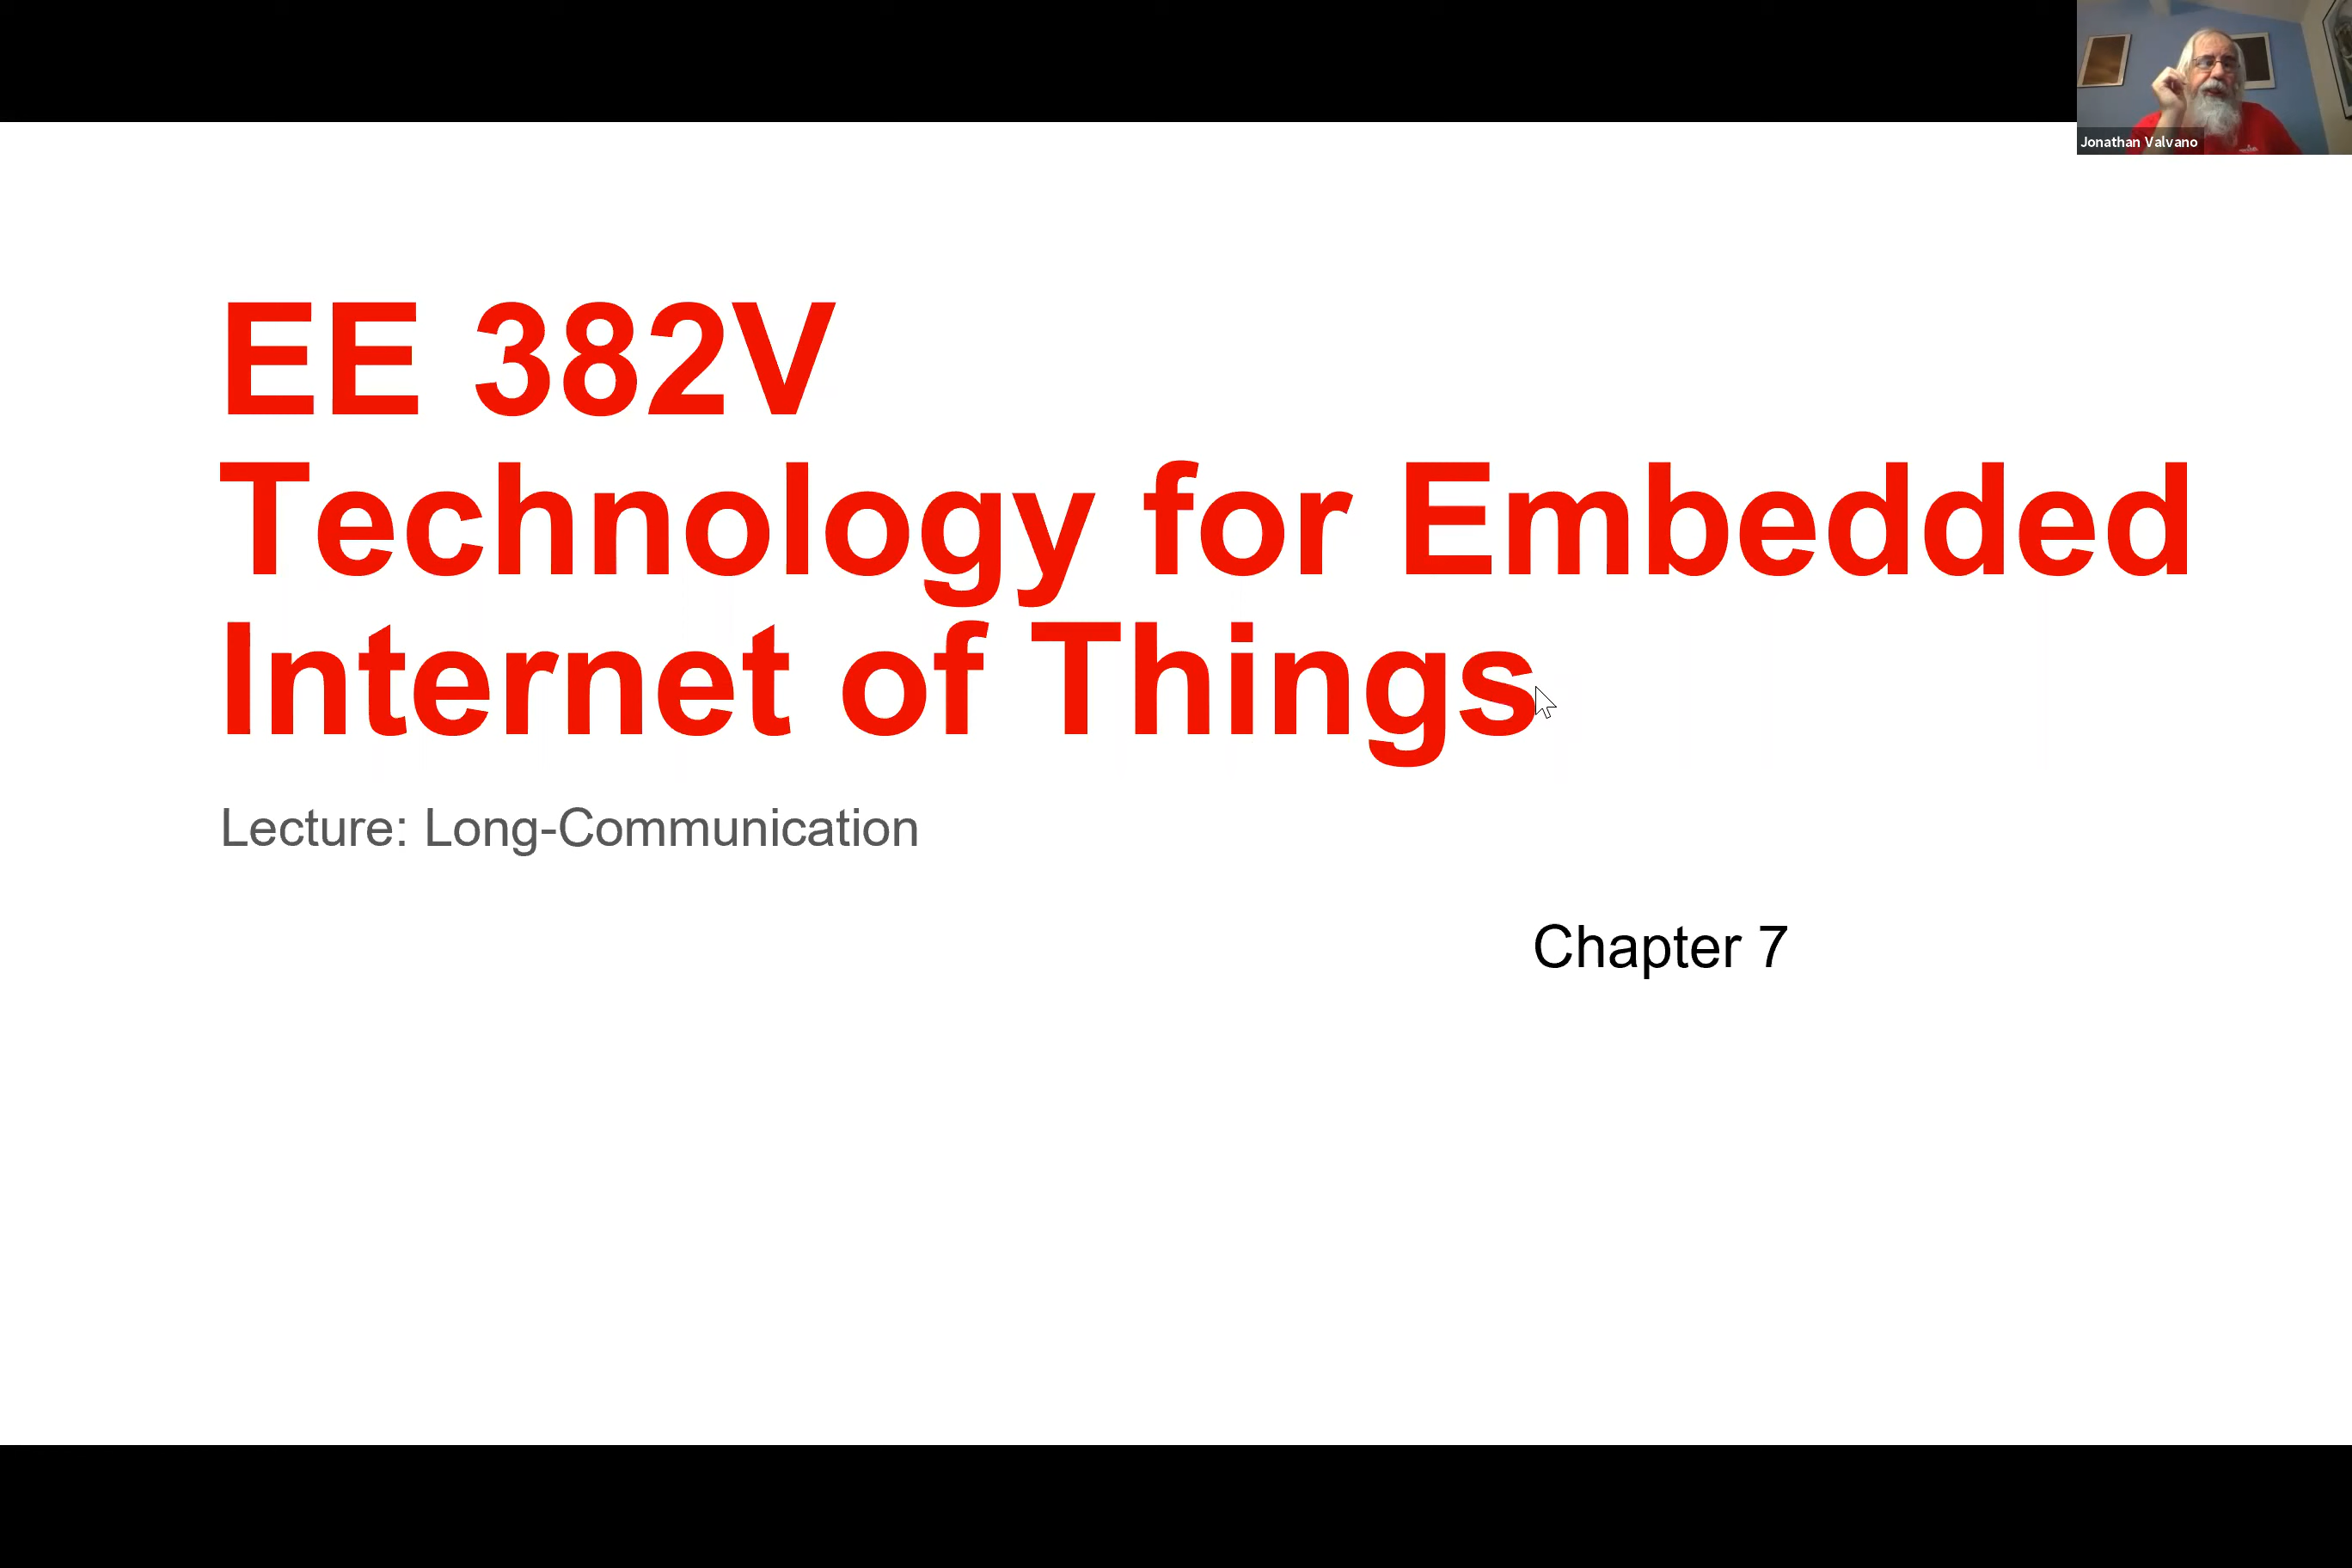 Jonathan Valvano
EE 382V
Technology for Embedded
Internet of Things
Lecture: Long-Communication
Chapter 7